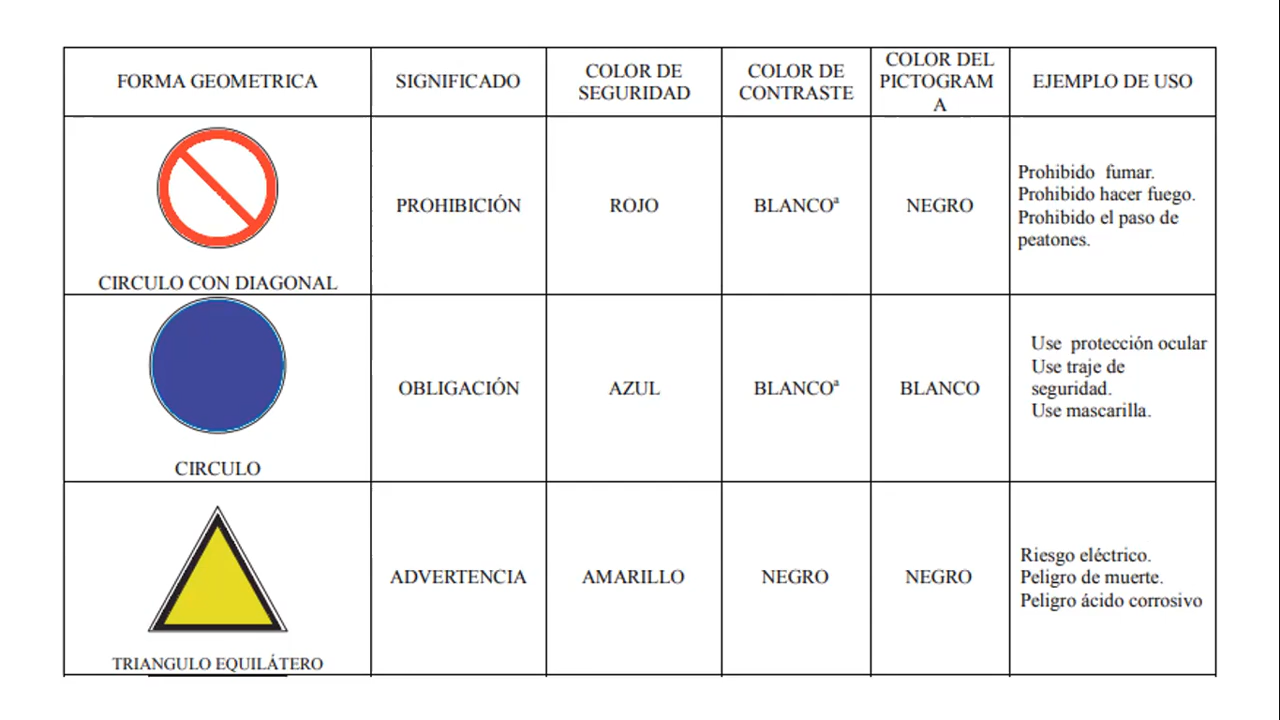 FORMA GEOMETRICA
SIGNIFICADO
COLOR DE
SEGURIDAD
COLOR DE
CONTRASTE
COLOR DEL
PICTOGRAM
A
EJEMPLO DE USO
CIRCULO CON DIAGONAL
PROHIBICIÓN
ROJO
BLANCOª
NEGRO
Prohibido fumar.
Prohibido hacer fuego.
Prohibido el paso de
peatones.
CIRCULO
OBLIGACIÓN
AZUL
BLANCOª
BLANCO
Use protección ocular
Use traje de
seguridad.
Use mascarilla.
TRIANGULO EQUILÁTERO
ADVERTENCIA
AMARILLO
NEGRO
NEGRO
Riesgo eléctrico.
Peligro de muerte.
Peligro ácido corrosivo